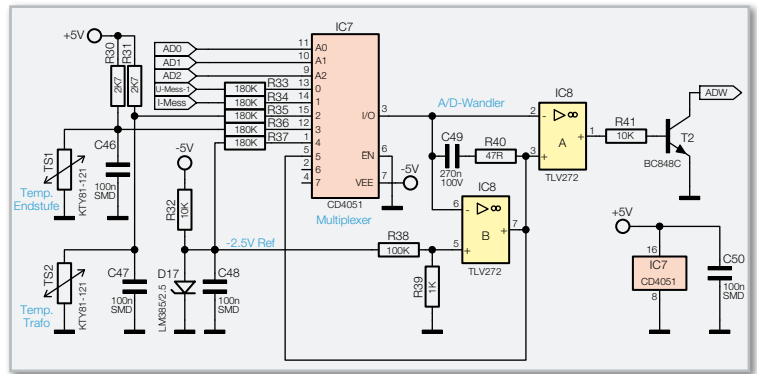 IC7
+5V
R30
R31
2K7
2K7
AD0
AD1
AD2
U-Mess-1
I-Mess
11
10
9
13
14
15
12
1
5
2
4
A0
A1
A2
0
1
2
3
4
5
6
7
I/O
EN
VEE
3
6
7
CD4051
Multiplexer
180K
180K
180K
180K
180K
R33
R34
R35
R36
R37
A/D-Wandler
IC8
2
-
3
+
A
1
TLV272
R41
10K
ADW
T2
BC848C
C49
270n
100V
R40
47R
-5V
IC8
6
-
5
+
B
7
TLV272
C46
100n
SMD
TS1
KTY81-121
Temp.
Endstufe
-5V
R32
10K
-2.5V Ref
R38
100K
R39
1K
TS2
KTY81-121
Temp.
Trafo
C47
100n
SMD
D17
LM385/2.5
C48
100n
SMD
+5V
16
IC7
CD4051
8
C50
100n
SMD